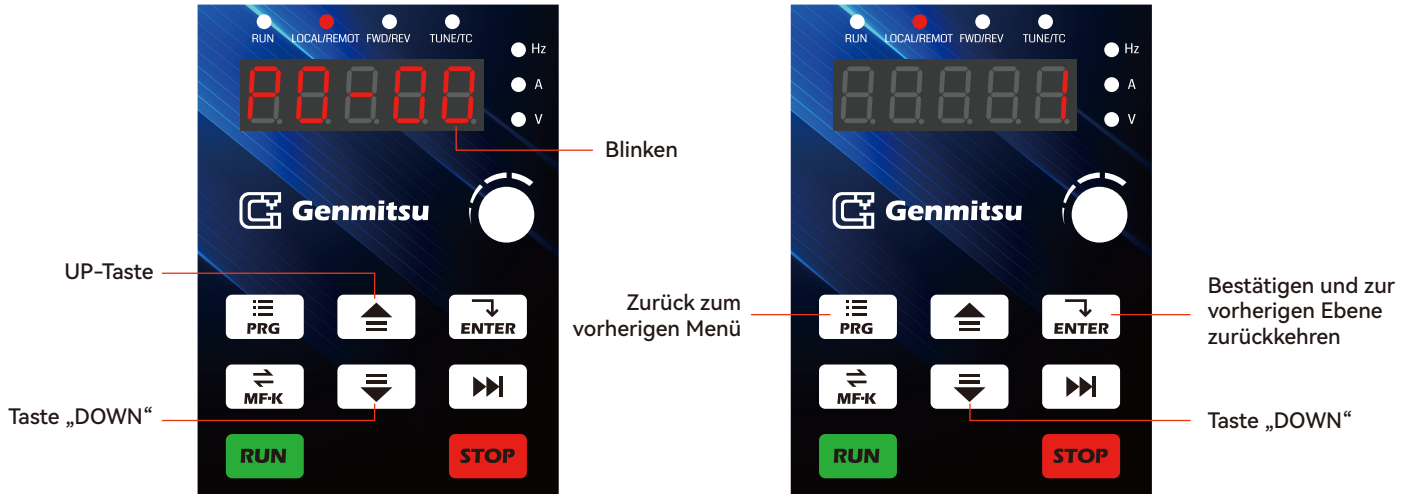 RUN LOCAL/REMOT FWD/REV TUNE/TC
Hz
A
V
P0-00
Blinken
Genmitsu
UP-Taste
PRG
ENTER
MF·K
Taste „DOWN“
RUN
STOP
RUN LOCAL/REMOT FWD/REV TUNE/TC
Hz
A
V
1
Genmitsu
Zurück zum
vorherigen Menü
PRG
ENTER
Bestätigen und zur
vorherigen Ebene
zurückkehren
MF·K
Taste „DOWN“
RUN
STOP